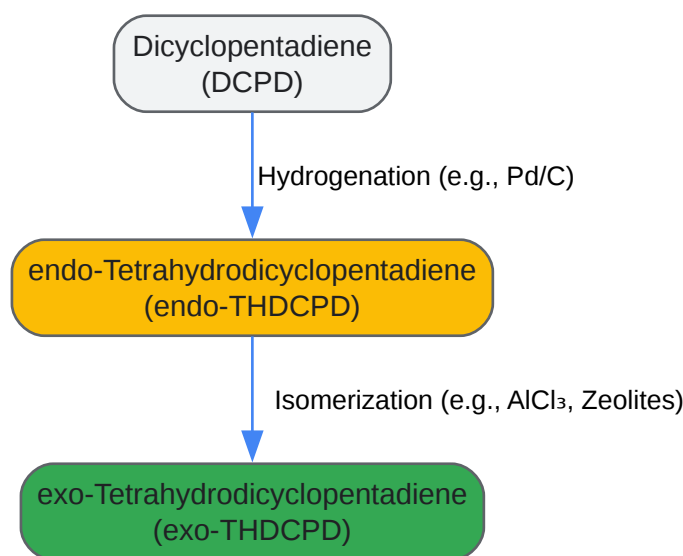 Dicyclopentadiene
(DCPD)
Hydrogenation (e.g., Pd/C)
endo-Tetrahydrodicyclopentadiene
(endo-THDCPD)
Isomerization (e.g., AlCl₃, Zeolites)
exo-Tetrahydrodicyclopentadiene
(exo-THDCPD)